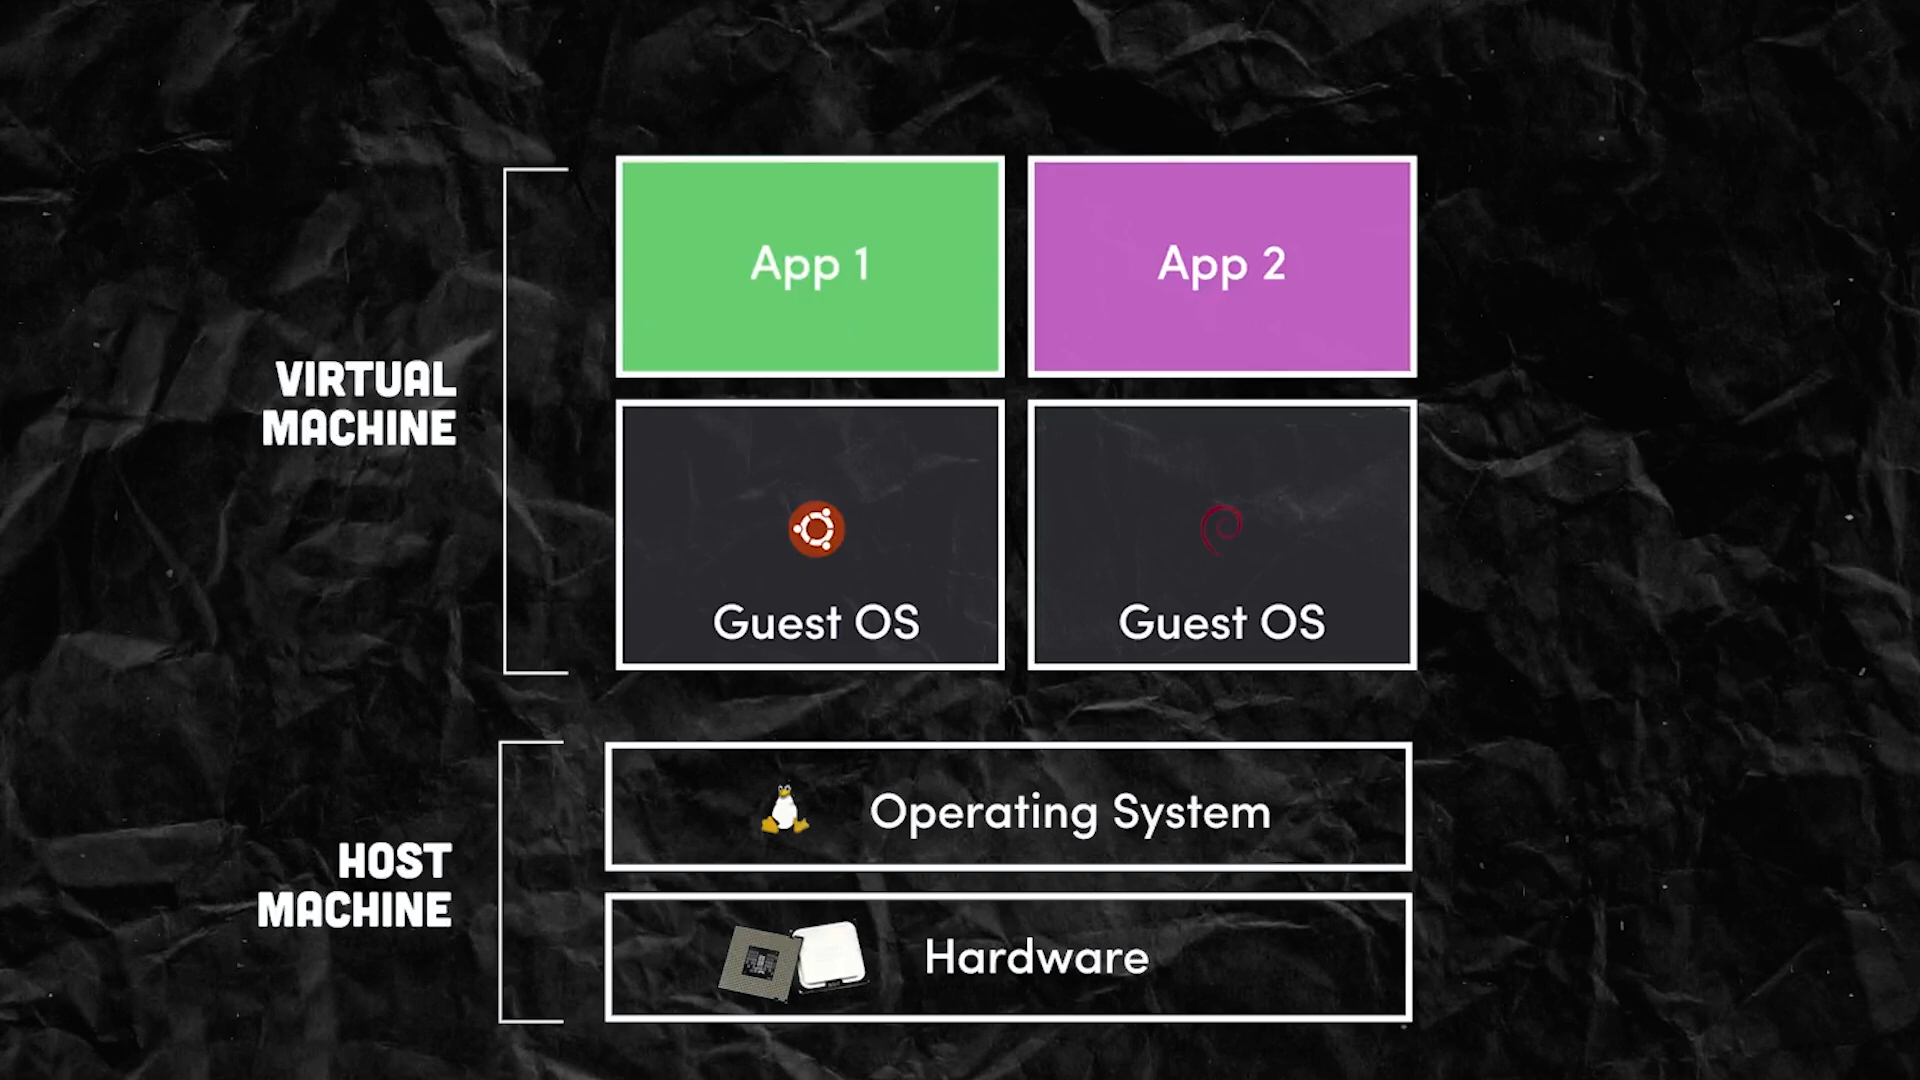 App 1
App 2
VIRTUAL
MACHINE
Guest OS
Guest OS
Operating System
HOST
MACHINE
Hardware